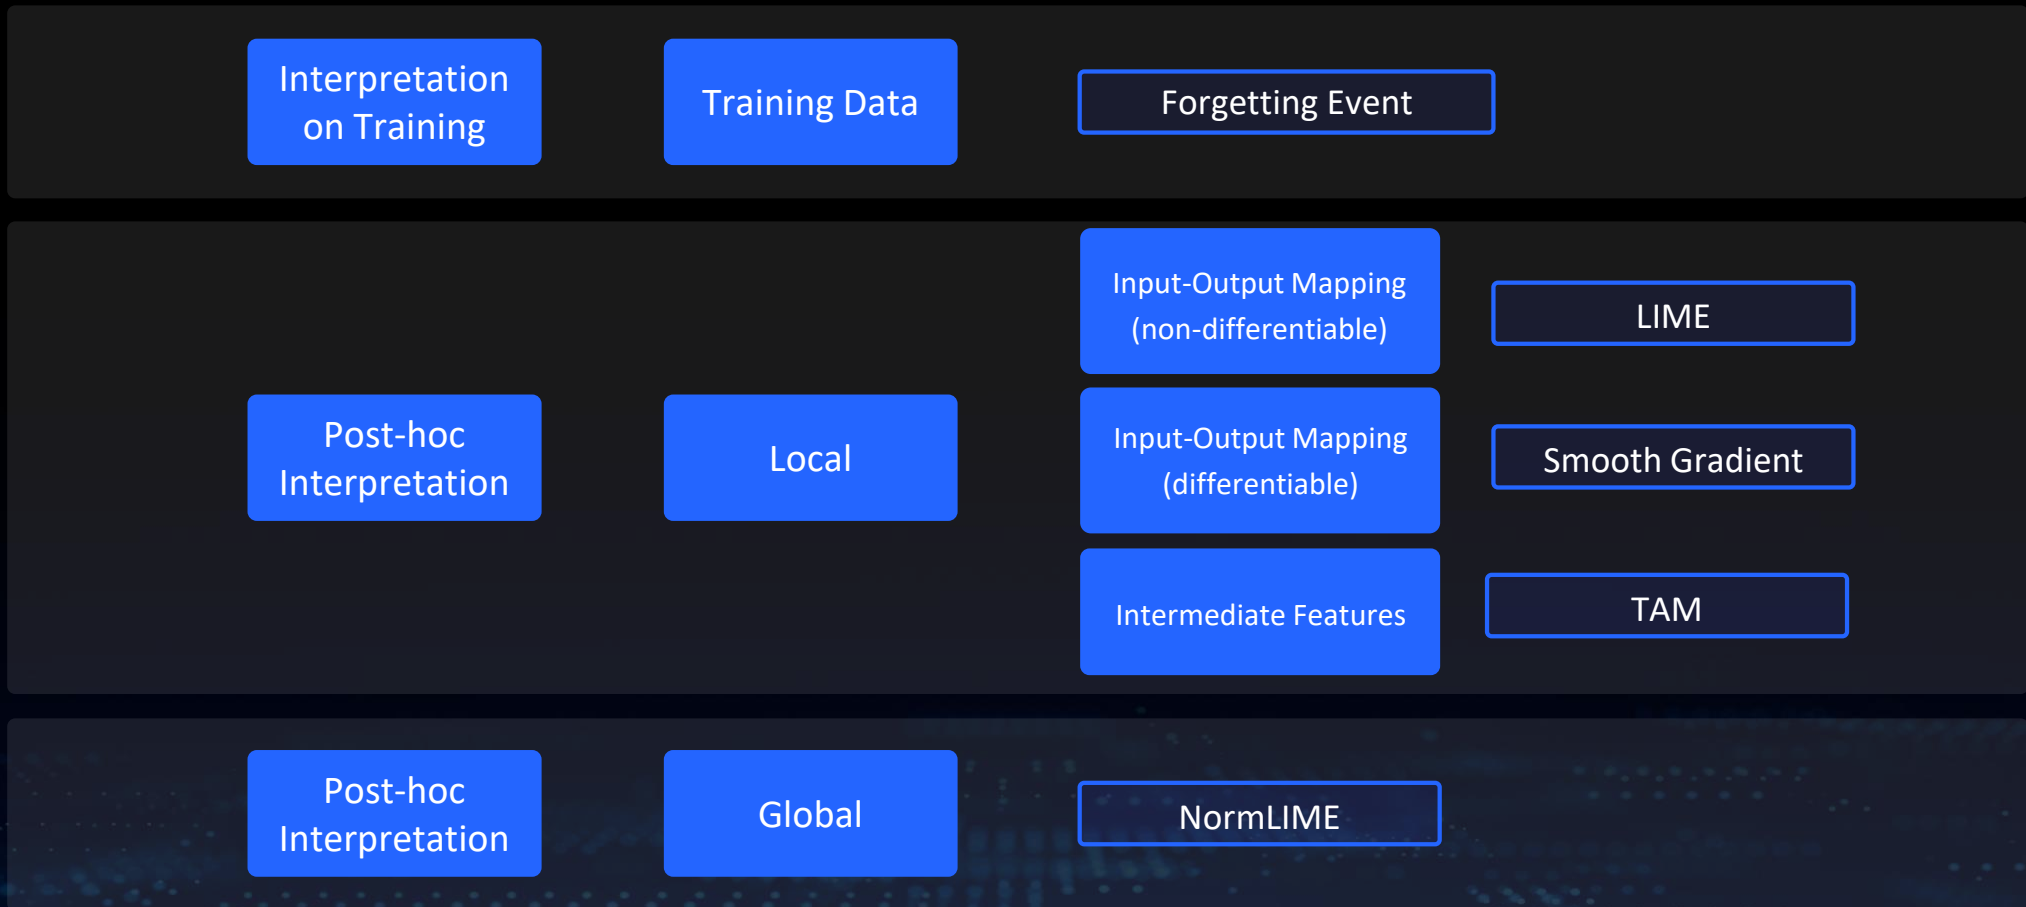 Interpretation
on Training
Training Data
Forgetting Event
Input-Output Mapping
(non-differentiable)
LIME
Post-hoc
Interpretation
Local
Input-Output Mapping
(differentiable)
Smooth Gradient
Intermediate Features
TAM
Post-hoc
Interpretation
Global
NormLIME